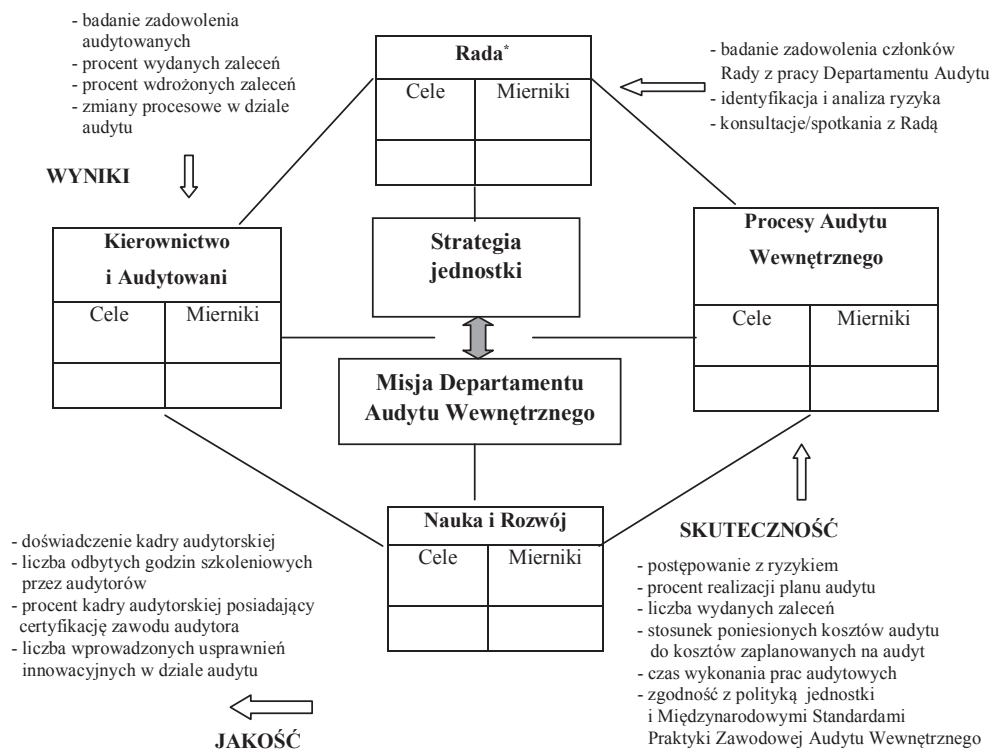 - badanie zadowolenia
audytowanych
- procent wydanych zaleceń
- procent wdrożonych zaleceń
- zmiany procesowe w dziale
audytu
WYNIKI
Rada*
Cele Mierniki
- badanie zadowolenia członków
Rady z pracy Departamentu Audytu
- identyfikacja i analiza ryzyka
- konsultacje/spotkania z Radą
Kierownictwo
i Audytowani
Cele Mierniki
Strategia
jednostki
Misja Departamentu
Audytu Wewnętrznego
Procesy Audytu
Wewnętrznego
Cele Mierniki
Nauka i Rozwój
Cele Mierniki
- doświadczenie kadry audytorskiej
- liczba odbytych godzin szkoleniowych
przez audytorów
- procent kadry audytorskiej posiadający
certyfikację zawodu audytora
- liczba wprowadzonych usprawnień
innowacyjnych w dziale audytu
JAKOŚĆ
SKUTECZNOŚĆ
- postępowanie z ryzykiem
- procent realizacji planu audytu
- liczba wydanych zaleceń
- stosunek poniesionych kosztów audytu
do kosztów zaplanowanych na audyt
- czas wykonania prac audytowych
- zgodność z polityką jednostki
i Międzynarodowymi Standardami
Praktyki Zawodowej Audytu Wewnętrznego